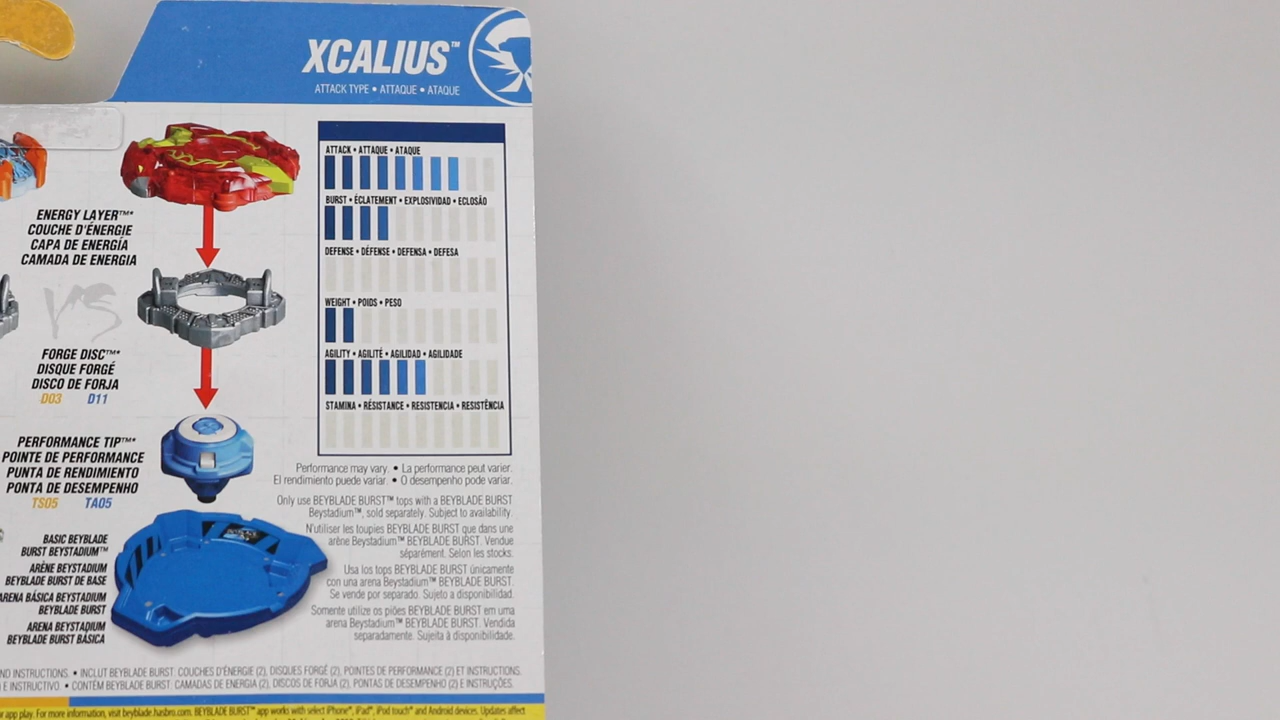 XCALIUS™
ATTACK TYPE • ATTAQUE • ATAQUE
ATTACK • ATTAQUE • ATAQUE
BURST • ÉCLATEMENT • EXPLOSIVIDAD • ECLOSÃO
DEFENSE • DÉFENSE • DEFENSA • DEFESA
WEIGHT • POIDS • PESO
AGILITY • AGILITÉ • AGILIDAD • AGILIDADE
STAMINA • RÉSISTANCE • RESISTENCIA • RESISTÊNCIA
ENERGY LAYER™*
COUCHE D'ÉNERGIE
CAPA DE ENERGÍA
CAMADA DE ENERGIA
VS
FORGE DISC™*
DISQUE FORGÉ
DISCO DE FORJA
D03 D11
PERFORMANCE TIP™*
POINTE DE PERFORMANCE
PUNTA DE RENDIMIENTO
PONTA DE DESEMPENHO
TS05 TA05
BASIC BEYBLADE
BURST BEYSTADIUM™
ARÈNE BEYSTADIUM
BEYBLADE BURST DE BASE
ARENA BÁSICA BEYSTADIUM
BEYBLADE BURST
ARENA BEYSTADIUM
BEYBLADE BURST BÁSICA
Performance may vary. • La performance peut varier.
El rendimiento puede variar. • O desempenho pode variar.
Only use BEYBLADE BURST™ tops with a BEYBLADE BURST
Beystadium™, sold separately. Subject to availability.
N'utiliser les toupies BEYBLADE BURST que dans une
arène Beystadium™ BEYBLADE BURST. Vendue
séparément. Selon les stocks.
Usa los tops BEYBLADE BURST únicamente
con una arena Beystadium™ BEYBLADE BURST.
Se vende por separado. Sujeto a disponibilidad.
Somente utilize os piões BEYBLADE BURST em uma
arena Beystadium™ BEYBLADE BURST. Vendida
separadamente. Sujeita à disponibilidade.
ND INSTRUCTIONS. • INCLUT BEYBLADE BURST: COUCHES D'ÉNERGIE (2), DISQUES FORGÉ (2), POINTES DE PERFORMANCE (2) ET INSTRUCTIONS.
E INSTRUCTIVO • CONTÉM BEYBLADE BURST: CAMADAS DE ENERGIA (2), DISCOS DE FORJA (2), PONTAS DE DESEMPENHO (2) E INSTRUÇÕES.
app play. For more information, visit beyblade.hasbro.com. BEYBLADE BURST™ app works with select iPhone®, iPad®, iPod touch® and Android devices. Updates affect